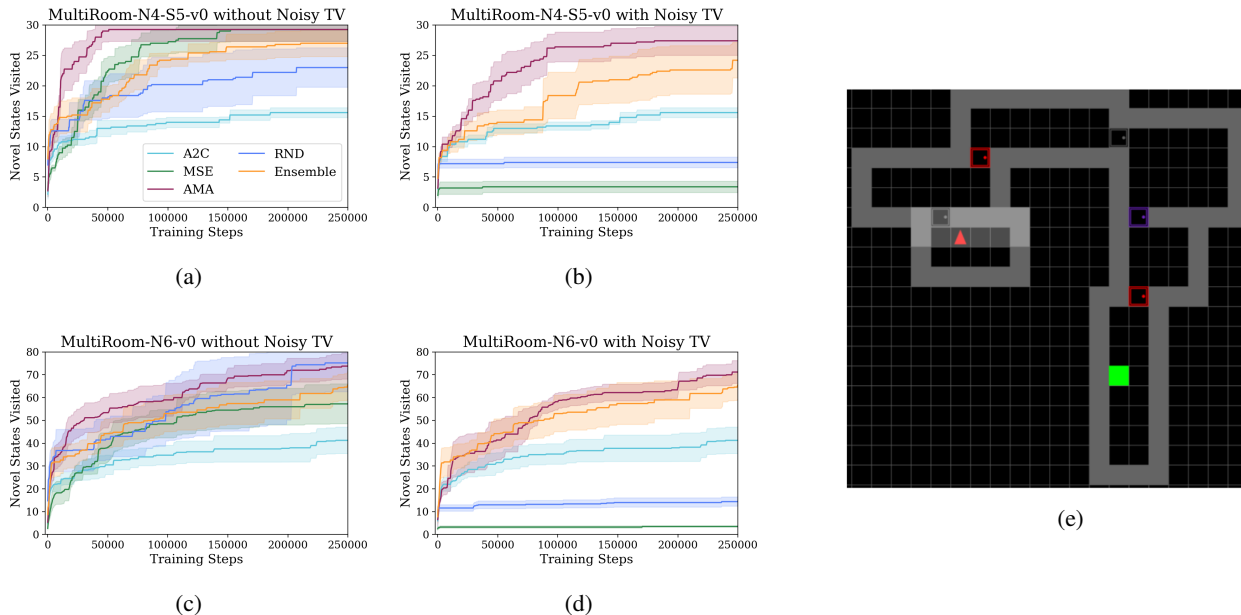 MultiRoom-N4-S5-v0 without Noisy TV
Novel States Visited
30
25
20
15
10
5
0
A2C
MSE
AMA
RND
Ensemble
0 50000 100000 150000 200000 250000
Training Steps
(a)
MultiRoom-N4-S5-v0 with Noisy TV
Novel States Visited
30
25
20
15
10
5
0
0 50000 100000 150000 200000 250000
Training Steps
(b)
MultiRoom-N6-v0 without Noisy TV
Novel States Visited
80
70
60
50
40
30
20
10
0
0 50000 100000 150000 200000 250000
Training Steps
(c)
MultiRoom-N6-v0 with Noisy TV
Novel States Visited
80
70
60
50
40
30
20
10
0
0 50000 100000 150000 200000 250000
Training Steps
(d)
(e)